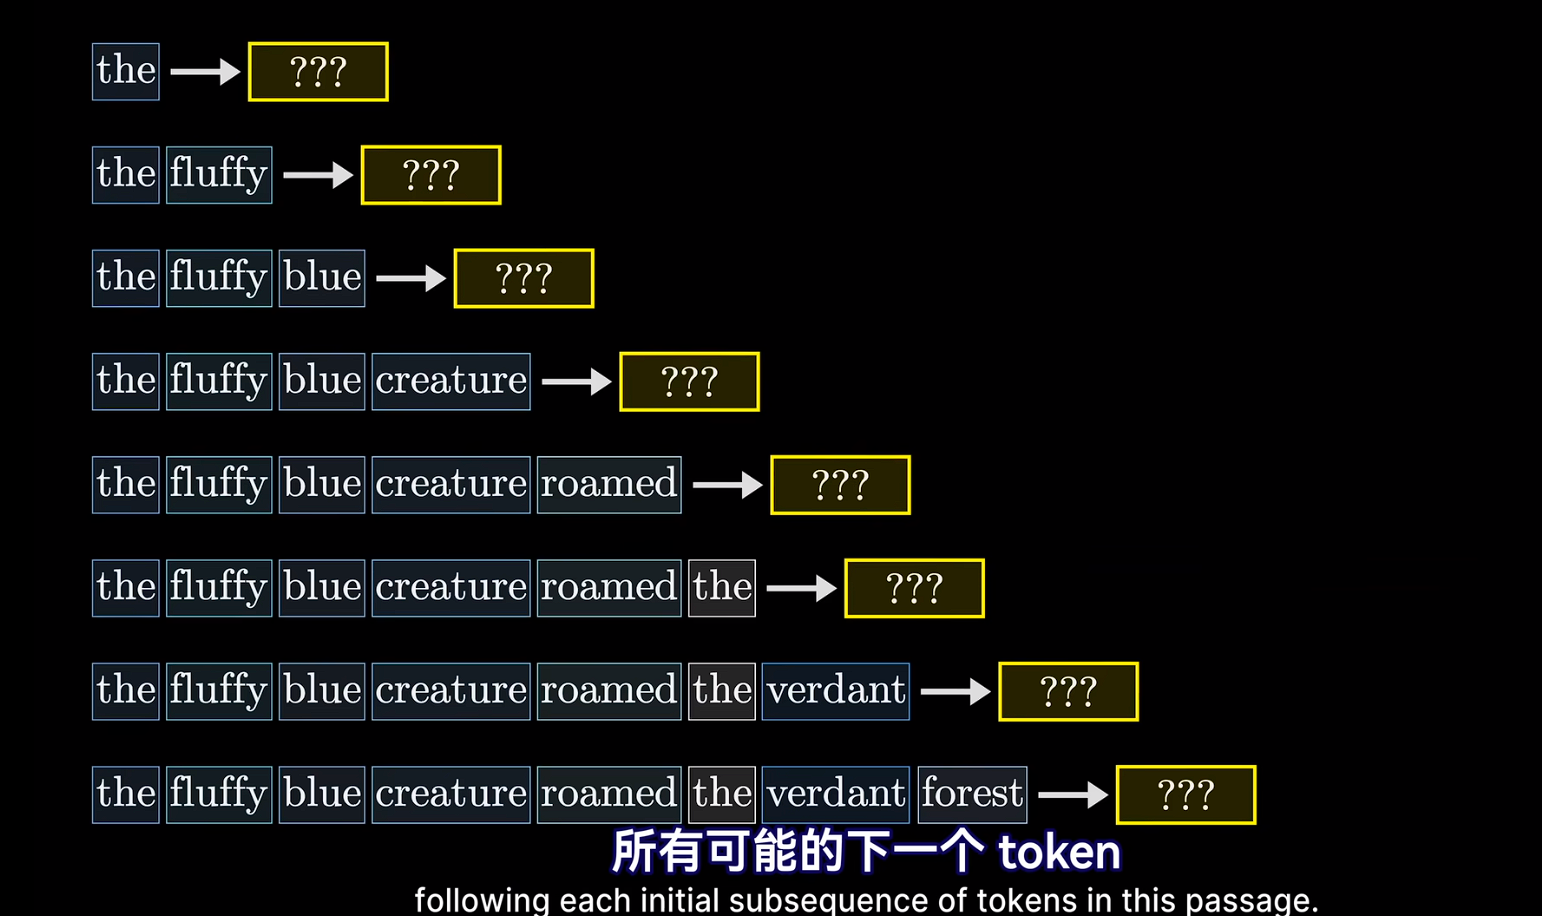 the ???
the fluffy ???
the fluffy blue ???
the fluffy blue creature ???
the fluffy blue creature roamed ???
the fluffy blue creature roamed the ???
the fluffy blue creature roamed the verdant ???
the fluffy blue creature roamed the verdant forest ???
所有可能的下一个 token
following each initial subsequence of tokens in this passage.